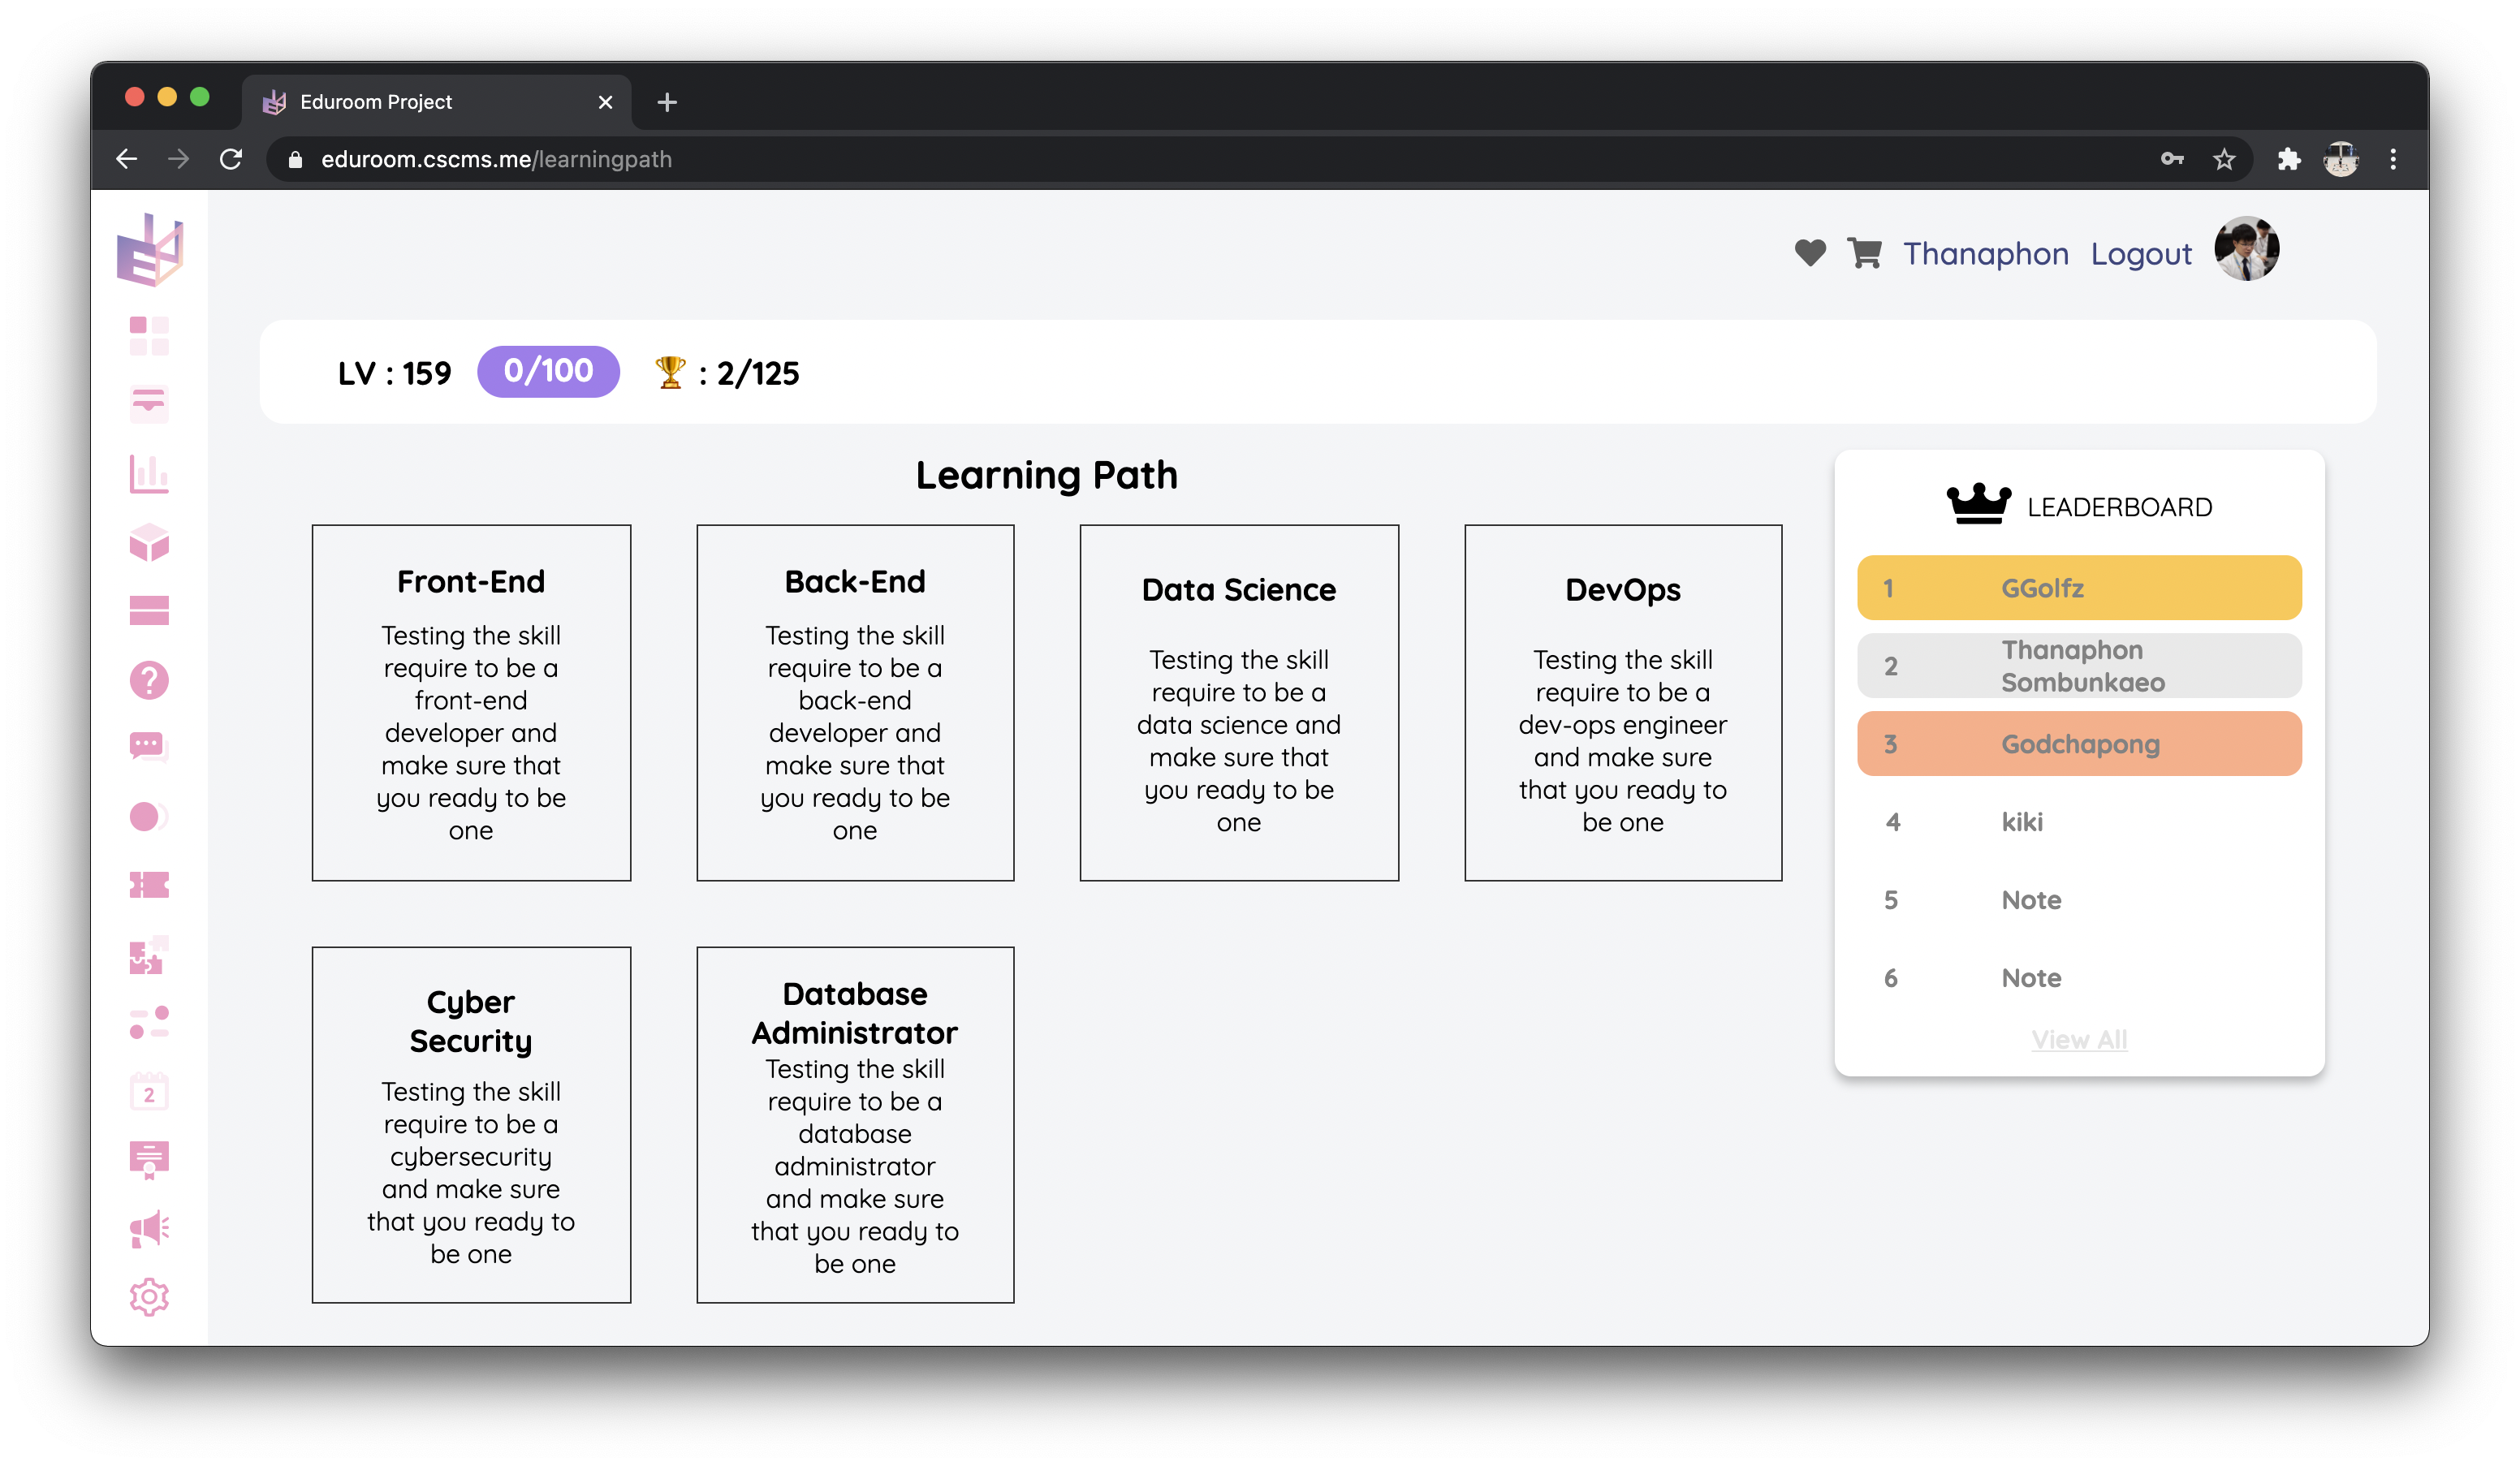 Eduroom Project
eduroom.cscms.me/learningpath
Thanaphon Logout
LV : 159 0/100 : 2/125
Learning Path
Front-End
Testing the skill
require to be a
front-end
developer and
make sure that
you ready to be
one
Back-End
Testing the skill
require to be a
back-end
developer and
make sure that
you ready to be
one
Data Science
Testing the skill
require to be a
data science and
make sure that
you ready to be
one
DevOps
Testing the skill
require to be a
dev-ops engineer
and make sure
that you ready to
be one
Cyber
Security
Testing the skill
require to be a
cybersecurity
and make sure
that you ready to
be one
Database
Administrator
Testing the skill
require to be a
database
administrator
and make sure
that you ready to
be one
LEADERBOARD
1 GGolfz
2 Thanaphon
Sombunkaeo
3 Godchapong
4 kiki
5 Note
6 Note
View All
2